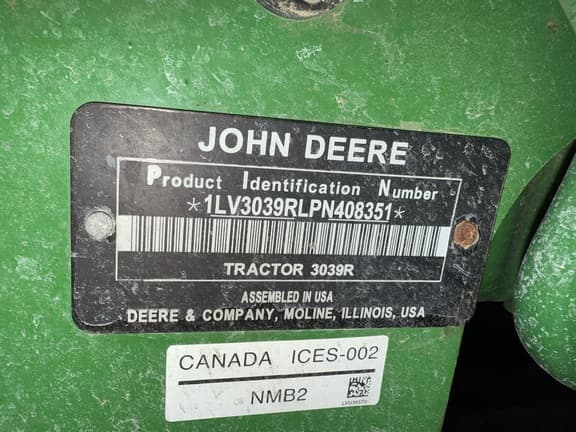 JOHN DEERE
Product Identification Number
*1LV3039RLPN408351*
TRACTOR 3039R
ASSEMBLED IN USA
DEERE & COMPANY, MOLINE, ILLINOIS, USA
CANADA ICES-002
NMB2